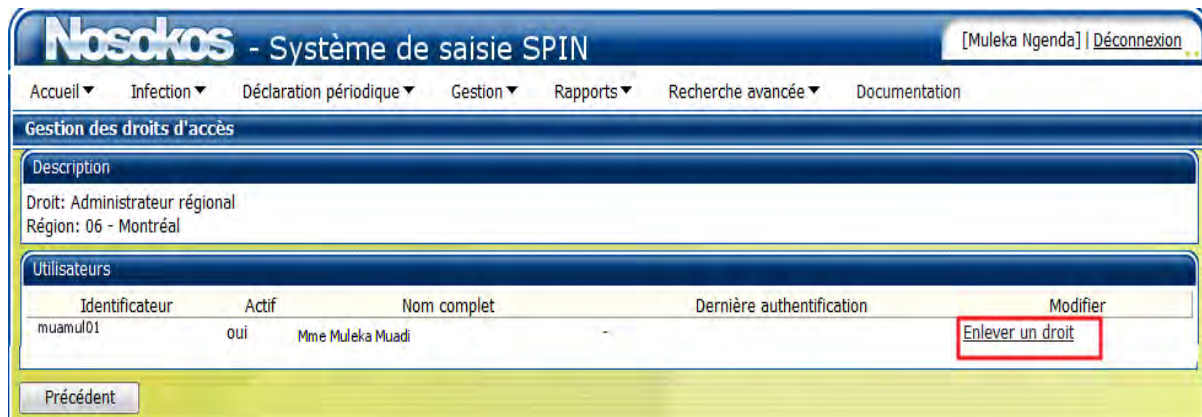 Nosokos - Système de saisie SPIN
[Muleka Ngenda] | Déconnexion
Accueil Infection Déclaration périodique Gestion Rapports Recherche avancée Documentation
Gestion des droits d'accès
Description
Droit: Administrateur régional
Région: 06 - Montréal
Utilisateurs
Identificateur Actif Nom complet Dernière authentification Modifier
muamul01 oui Mme Muleka Muadi - Enlever un droit
Précédent